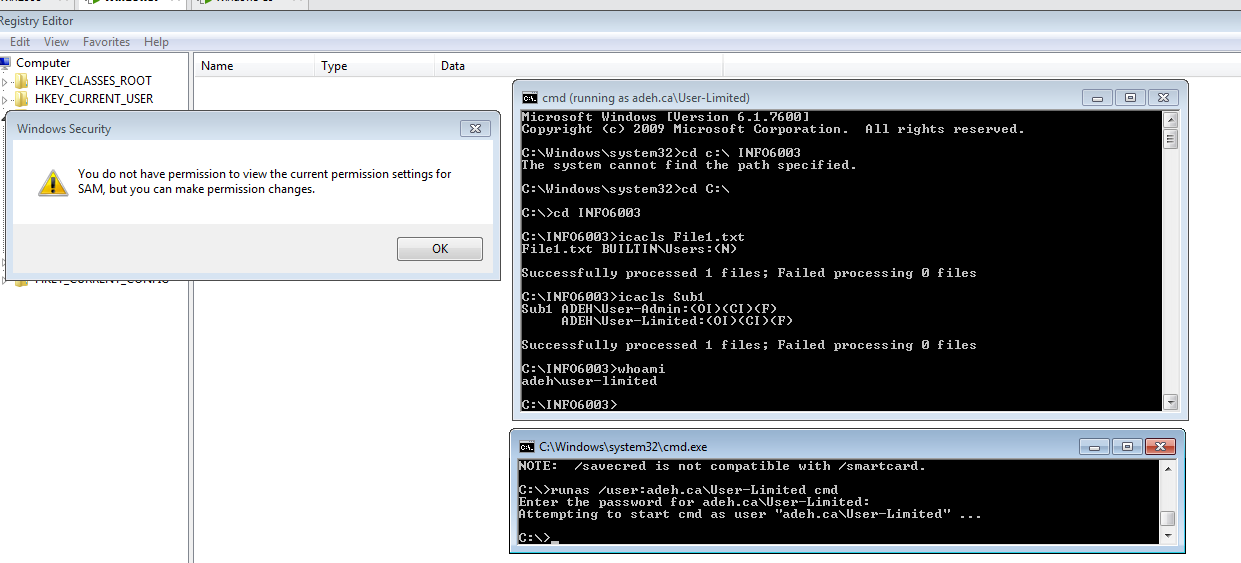 Registry Editor
Edit View Favorites Help
Computer
HKEY_CLASSES_ROOT
HKEY_CURRENT_USER
Name Type Data
Windows Security
You do not have permission to view the current permission settings for
SAM, but you can make permission changes.
OK
cmd (running as adeh.ca\User-Limited)
Microsoft Windows [Version 6.1.7600]
Copyright (c) 2009 Microsoft Corporation.  All rights reserved.
C:\Windows\system32>cd c:\ INFO6003
The system cannot find the path specified.
C:\Windows\system32>cd C:\
C:\>cd INFO6003
C:\INFO6003>icacls File1.txt
File1.txt BUILTIN\Users:(N)
Successfully processed 1 files; Failed processing 0 files
C:\INFO6003>icacls Sub1
Sub1 ADEH\User-Admin:(OI)(CI)(F)
ADEH\User-Limited:(OI)(CI)(F)
Successfully processed 1 files; Failed processing 0 files
C:\INFO6003>whoami
adeh\user-limited
C:\INFO6003>
C:\Windows\system32\cmd.exe
NOTE:  /savecred is not compatible with /smartcard.
C:\>runas /user:adeh.ca\User-Limited cmd
Enter the password for adeh.ca\User-Limited:
Attempting to start cmd as user "adeh.ca\User-Limited" ...
C:\>_